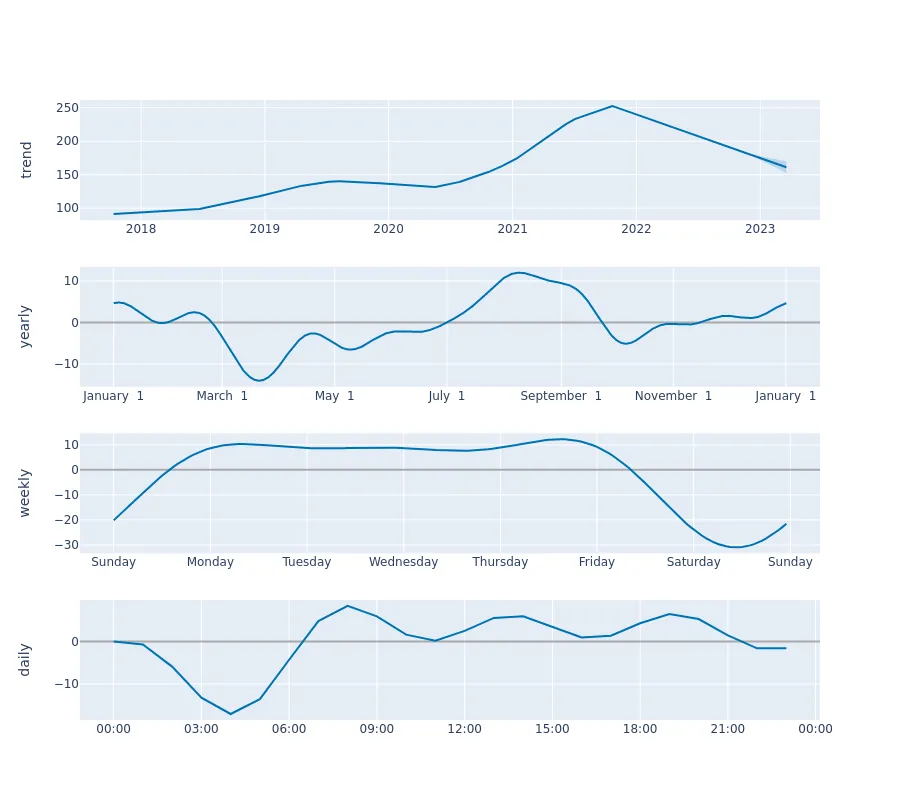 trend
250
200
150
100
2018 2019 2020 2021 2022 2023
yearly
10
0
−10
January 1 March 1 May 1 July 1 September 1 November 1 January 1
weekly
10
0
−10
−20
−30
Sunday Monday Tuesday Wednesday Thursday Friday Saturday Sunday
daily
0
−10
00:00 03:00 06:00 09:00 12:00 15:00 18:00 21:00 00:00